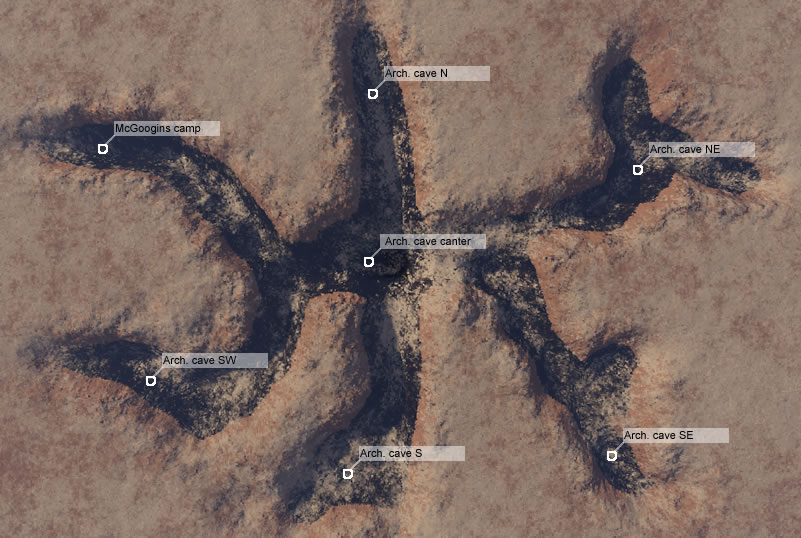 Arch. cave N
McGoogins camp
Arch. cave NE
Arch. cave canter
Arch. cave SW
Arch. cave SE
Arch. cave S